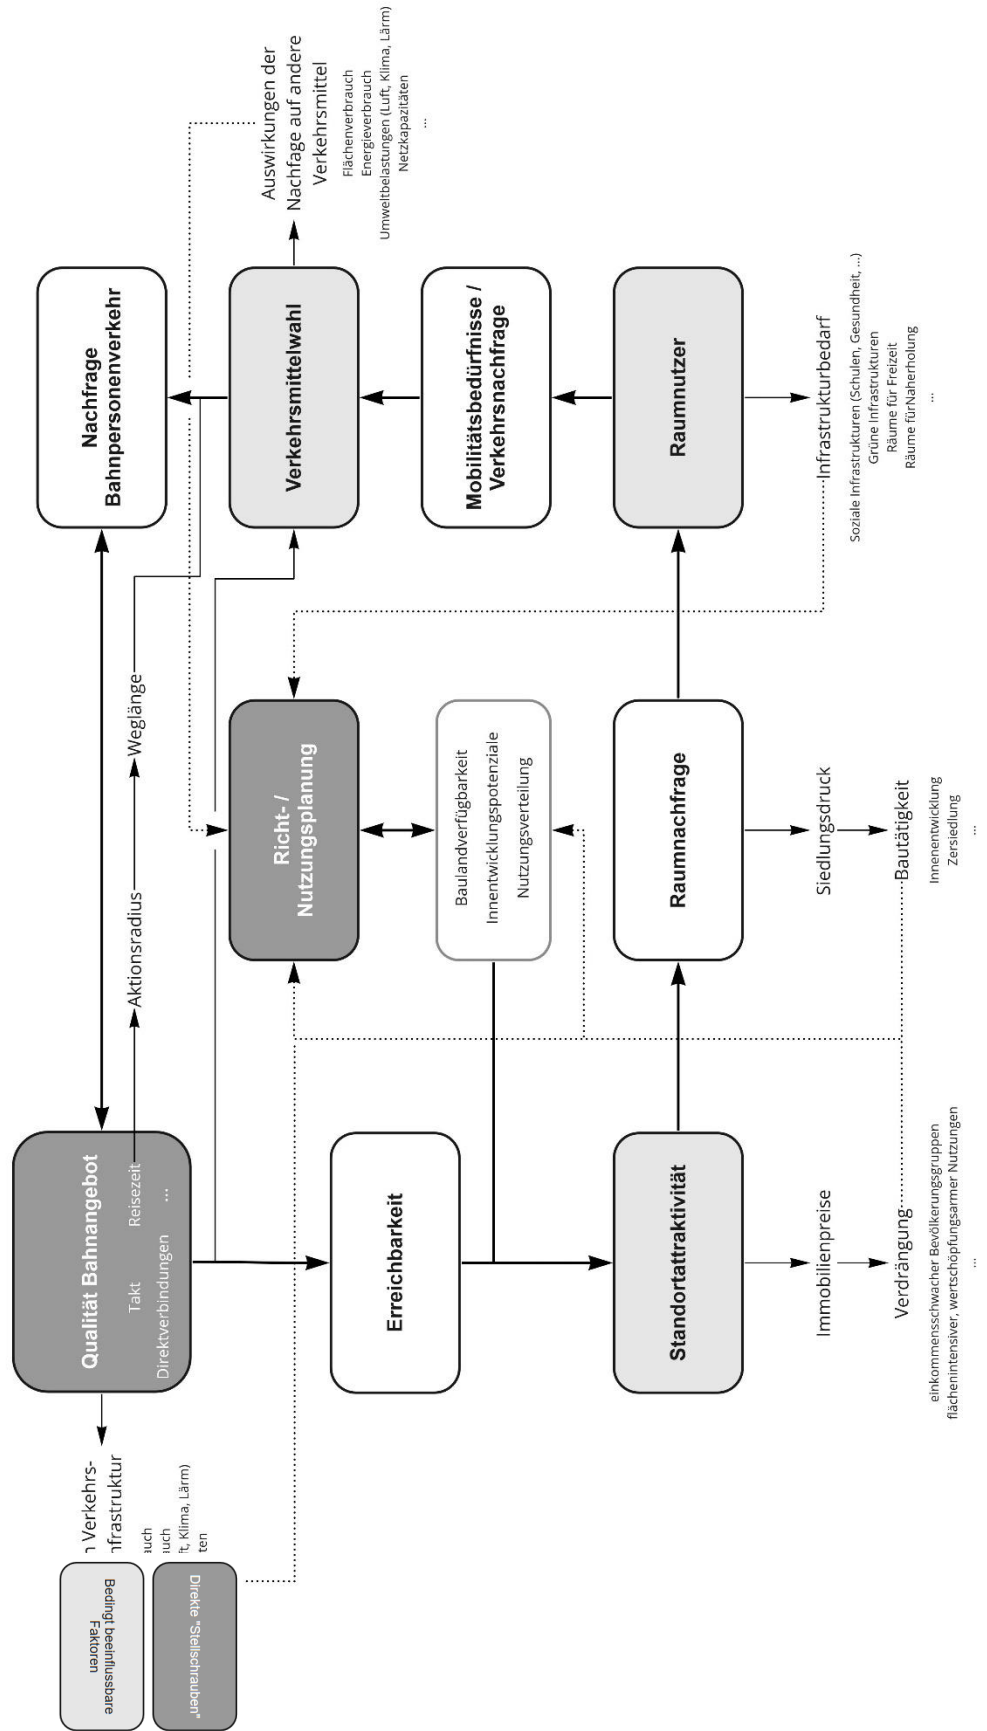 Bedingt beeinflussbare
Faktoren
Direkte "Stellschrauben"
n Verkehrs-
nfrastruktur
auch
auch
ft, Klima, Lärm)
ten
Qualität Bahnangebot
Takt Reisezeit
Direktverbindungen ...
Aktionsradius
Weglänge
Nachfrage
Bahnpersonenverkehr
Richt- /
Nutzungsplanung
Verkehrsmittelwahl
Auswirkungen der
Nachfage auf andere
Verkehrsmittel
Flächenverbrauch
Energieverbrauch
Umweltbelastungen (Luft, Klima, Lärm)
Netzkapazitäten
...
Erreichbarkeit
Baulandverfügbarkeit
Innentwicklungspotenziale
Nutzungsverteilung
Mobilitätsbedürfnisse /
Verkehrsnachfrage
Standortattraktivität
Raumnachfrage
Raumnutzer
Immobilienpreise
Verdrängung
einkommensschwacher Bevölkerungsgruppen
flächenintensiver, wertschöpfungsarmer Nutzungen
...
Siedlungsdruck
Bautätigkeit
Innenentwicklung
Zersiedlung
...
Infrastrukturbedarf
Soziale Infrastrukturen (Schulen, Gesundheit, ...)
Grüne Infrastrukturen
Räume für Freizeit
Räume fürNaherholung
...